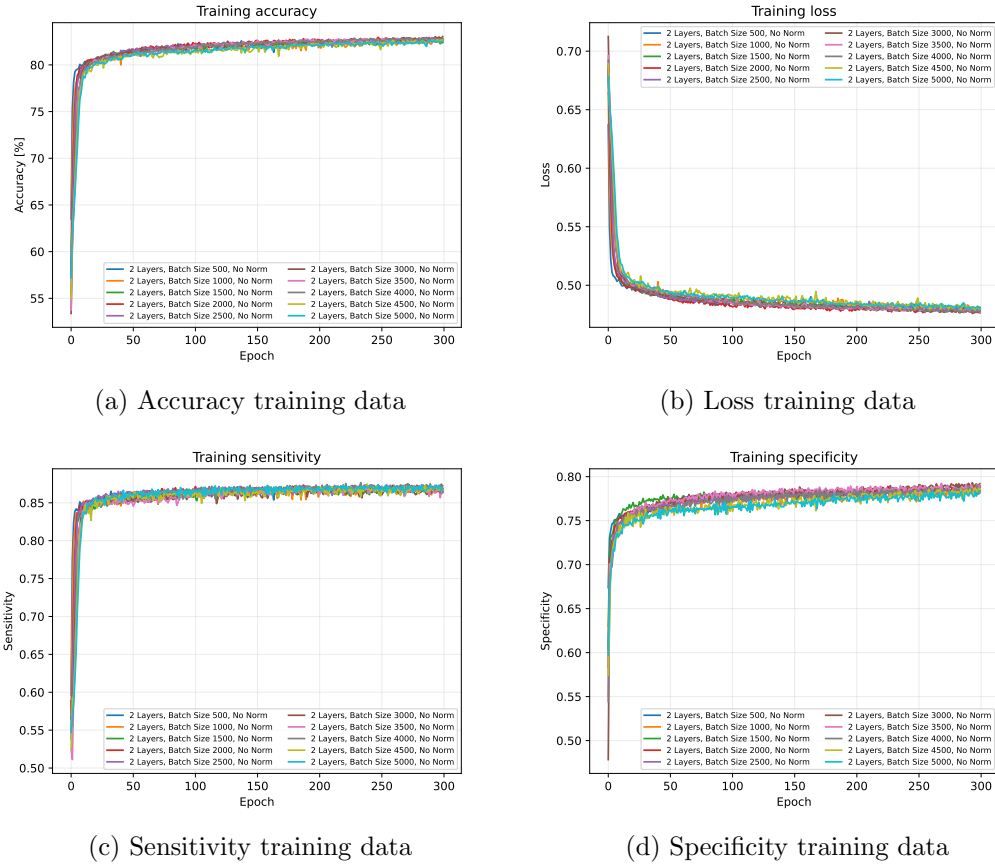 Training accuracy
Accuracy [%]
80
75
70
65
60
55
2 Layers, Batch Size 500, No Norm
2 Layers, Batch Size 1000, No Norm
2 Layers, Batch Size 1500, No Norm
2 Layers, Batch Size 2000, No Norm
2 Layers, Batch Size 2500, No Norm
2 Layers, Batch Size 3000, No Norm
2 Layers, Batch Size 3500, No Norm
2 Layers, Batch Size 4000, No Norm
2 Layers, Batch Size 4500, No Norm
2 Layers, Batch Size 5000, No Norm
0 50 100 150 200 250 300
Epoch
(a) Accuracy training data
Training loss
Loss
0.70
0.65
0.60
0.55
0.50
2 Layers, Batch Size 500, No Norm
2 Layers, Batch Size 1000, No Norm
2 Layers, Batch Size 1500, No Norm
2 Layers, Batch Size 2000, No Norm
2 Layers, Batch Size 2500, No Norm
2 Layers, Batch Size 3000, No Norm
2 Layers, Batch Size 3500, No Norm
2 Layers, Batch Size 4000, No Norm
2 Layers, Batch Size 4500, No Norm
2 Layers, Batch Size 5000, No Norm
0 50 100 150 200 250 300
Epoch
(b) Loss training data
Training sensitivity
Sensitivity
0.85
0.80
0.75
0.70
0.65
0.60
0.55
0.50
2 Layers, Batch Size 500, No Norm
2 Layers, Batch Size 1000, No Norm
2 Layers, Batch Size 1500, No Norm
2 Layers, Batch Size 2000, No Norm
2 Layers, Batch Size 2500, No Norm
2 Layers, Batch Size 3000, No Norm
2 Layers, Batch Size 3500, No Norm
2 Layers, Batch Size 4000, No Norm
2 Layers, Batch Size 4500, No Norm
2 Layers, Batch Size 5000, No Norm
0 50 100 150 200 250 300
Epoch
(c) Sensitivity training data
Training specificity
Specificity
0.80
0.75
0.70
0.65
0.60
0.55
0.50
2 Layers, Batch Size 500, No Norm
2 Layers, Batch Size 1000, No Norm
2 Layers, Batch Size 1500, No Norm
2 Layers, Batch Size 2000, No Norm
2 Layers, Batch Size 2500, No Norm
2 Layers, Batch Size 3000, No Norm
2 Layers, Batch Size 3500, No Norm
2 Layers, Batch Size 4000, No Norm
2 Layers, Batch Size 4500, No Norm
2 Layers, Batch Size 5000, No Norm
0 50 100 150 200 250 300
Epoch
(d) Specificity training data